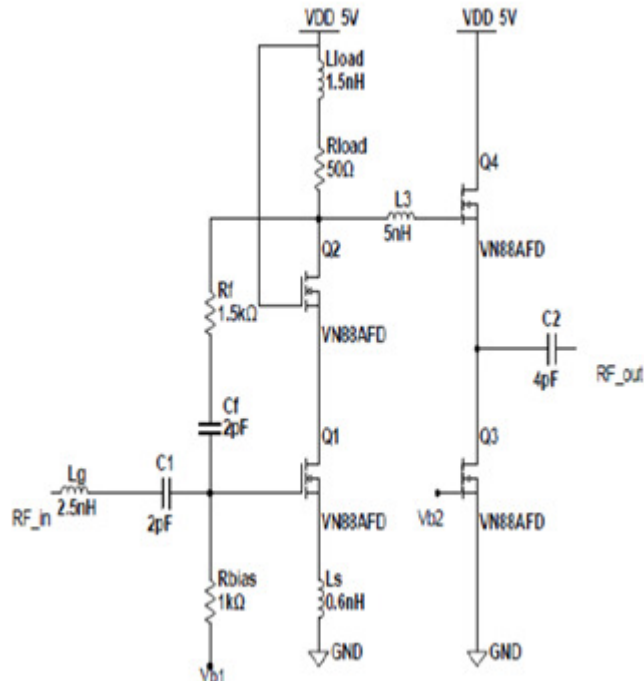 VDD 5V
VDD 5V
Lload
1.5nH
Rload
50Ω
Q4
L3
5nH
VN88AFD
Q2
Rf
1.5kΩ
VN88AFD
C2
4pF
RF_out
Cf
2pF
Q1
Q3
Lg
2.5nH
C1
2pF
RF_in
VN88AFD
Vb2
VN88AFD
Rbias
1kΩ
Ls
0.6nH
Vb1
GND
GND